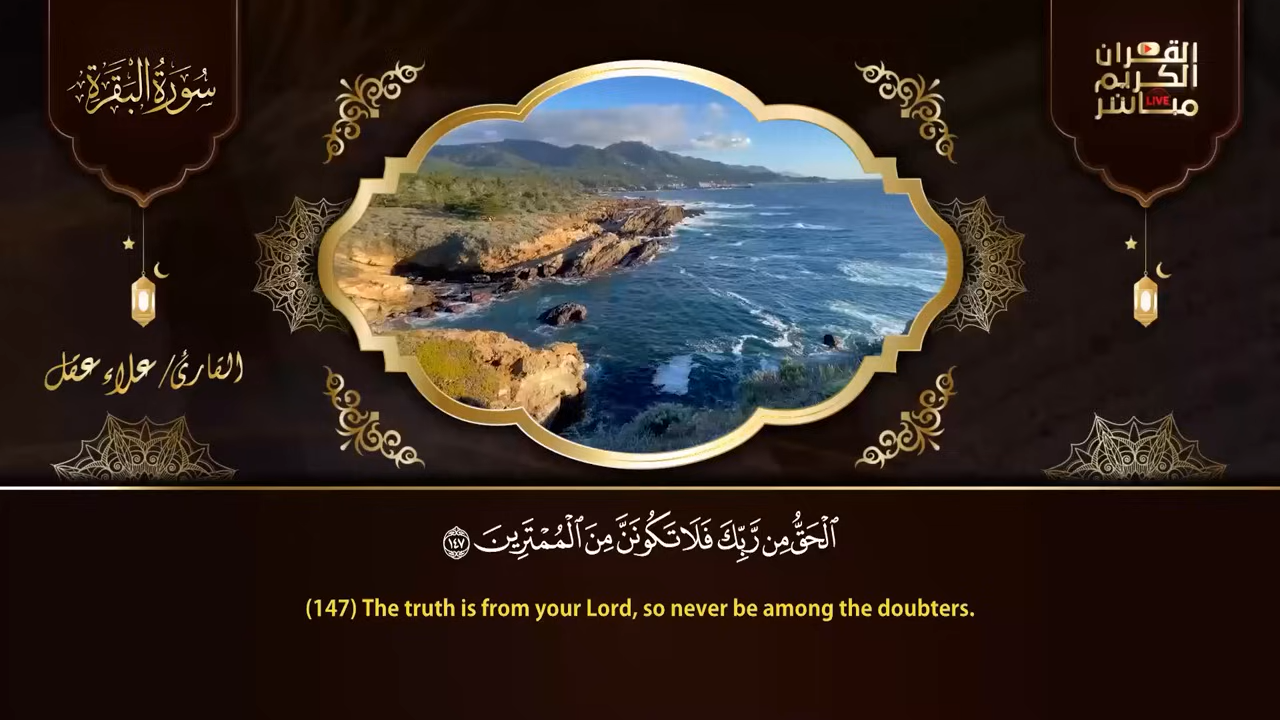 سُورَةُ البَقَرَةِ
القرآن
الكريم
مباشر
LIVE
القارئ/ علاء عقل
ٱلۡحَقُّ مِن رَّبِّكَ فَلَا تَكُونَنَّ مِنَ ٱلۡمُمۡتَرِينَ ١٤٧
(147) The truth is from your Lord, so never be among the doubters.